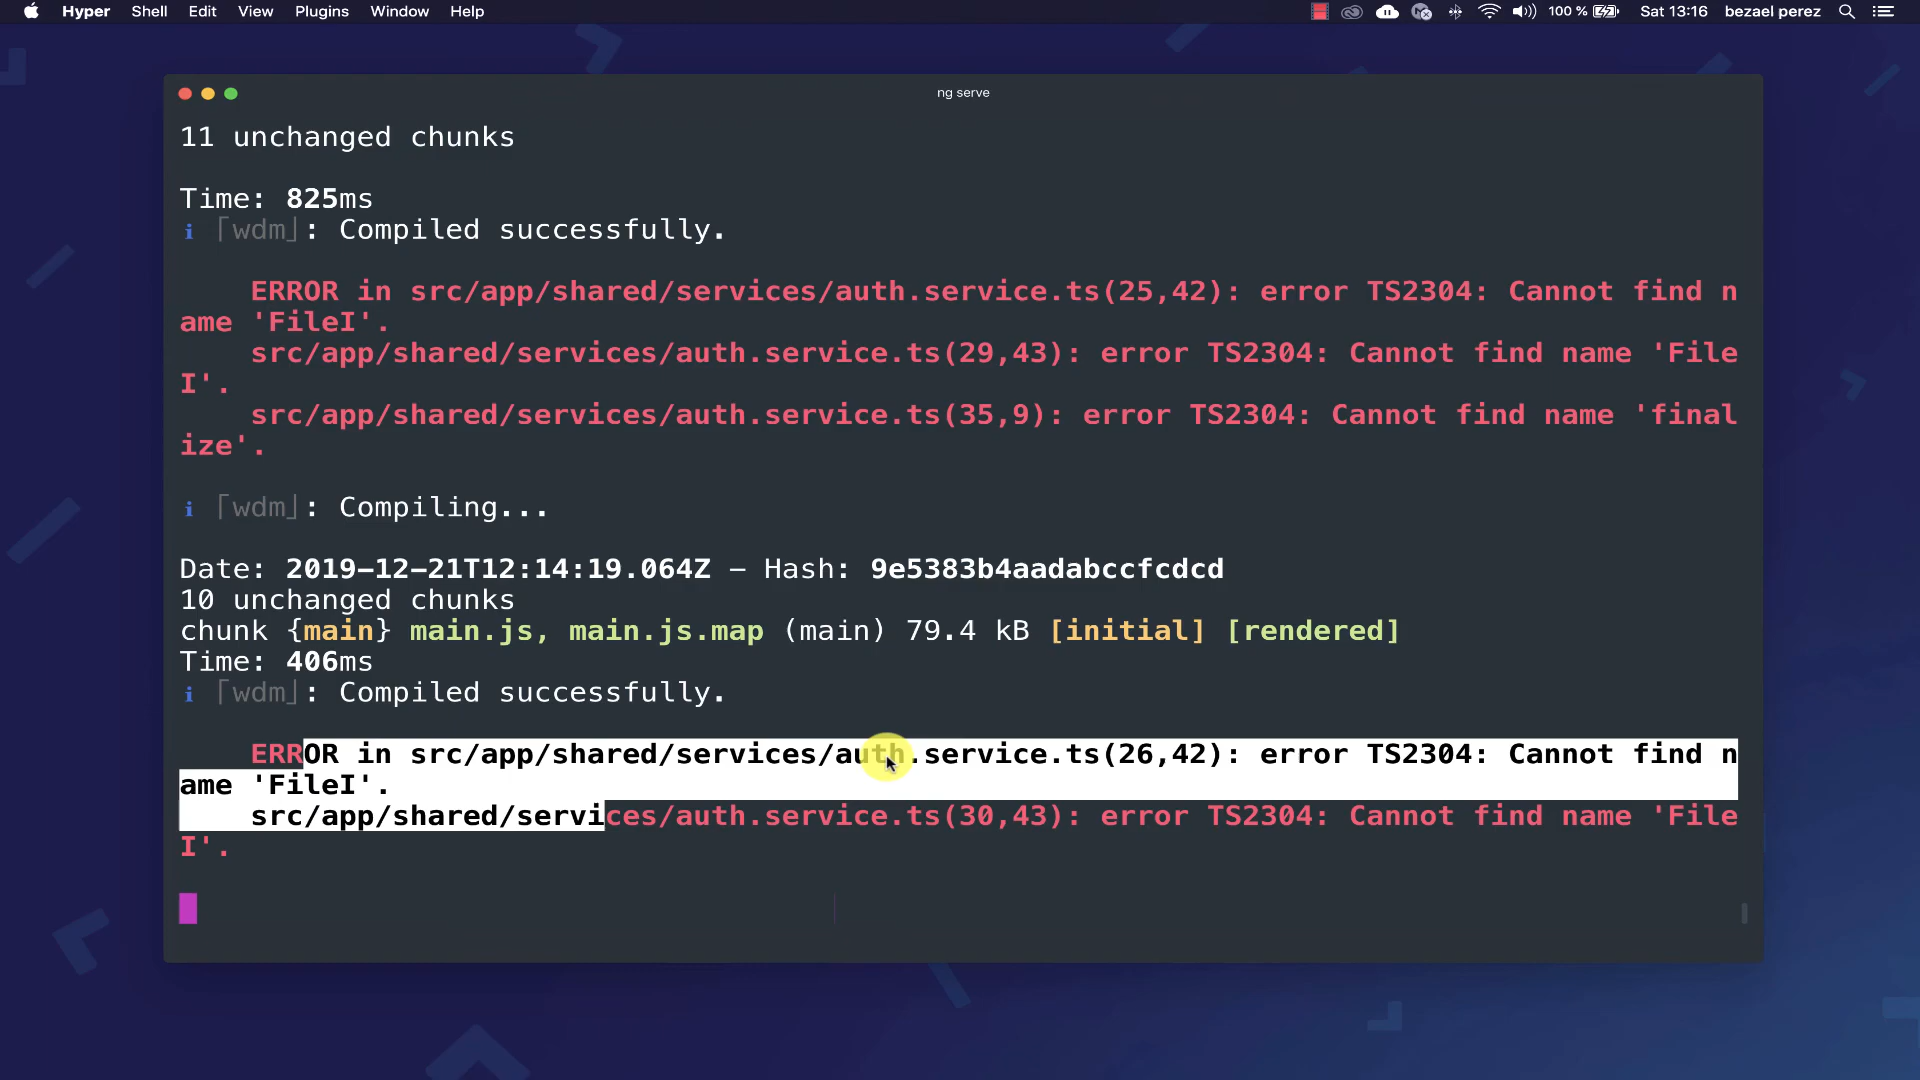 Hyper Shell Edit View Plugins Window Help 100 % Sat 13:16 bezael perez
ng serve
11 unchanged chunks
Time: 825ms
ℹ ｢wdm｣: Compiled successfully.
ERROR in src/app/shared/services/auth.service.ts(25,42): error TS2304: Cannot find n
ame 'FileI'.
src/app/shared/services/auth.service.ts(29,43): error TS2304: Cannot find name 'File
I'.
src/app/shared/services/auth.service.ts(35,9): error TS2304: Cannot find name 'final
ize'.
ℹ ｢wdm｣: Compiling...
Date: 2019-12-21T12:14:19.064Z - Hash: 9e5383b4aadabccfcdcd
10 unchanged chunks
chunk {main} main.js, main.js.map (main) 79.4 kB [initial] [rendered]
Time: 406ms
ℹ ｢wdm｣: Compiled successfully.
ERROR in src/app/shared/services/auth.service.ts(26,42): error TS2304: Cannot find n
ame 'FileI'.
src/app/shared/services/auth.service.ts(30,43): error TS2304: Cannot find name 'File
I'.